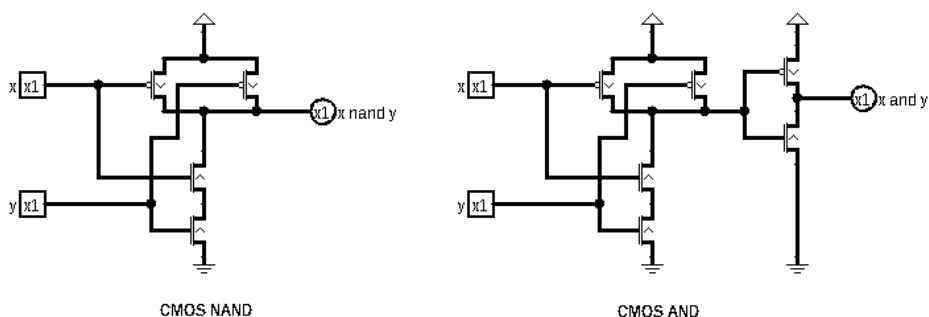 x x1
x1 x nand y
y x1
CMOS NAND
x x1
x1 x and y
y x1
CMOS AND